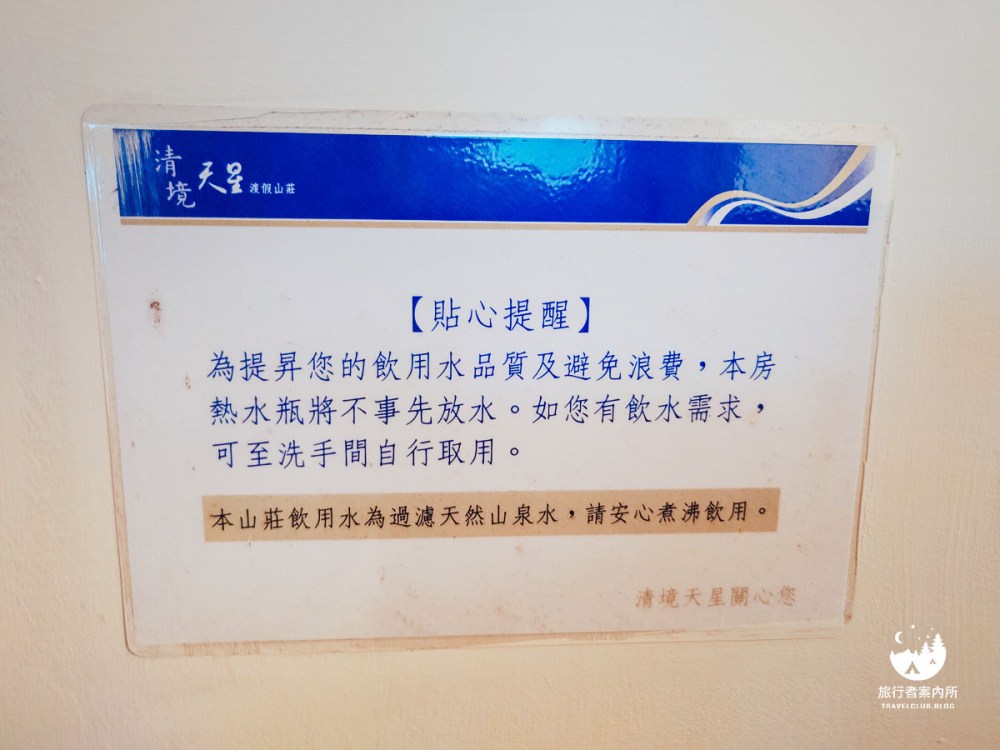 清境天星渡假山莊
【貼心提醒】
為提昇您的飲用水品質及避免浪費，本房
熱水瓶將不事先放水。如您有飲水需求，
可至洗手間自行取用。
本山莊飲用水為過濾天然山泉水，請安心煮沸飲用。
清境天星關心您
旅行者案內所
TRAVELCLUB.BLOG